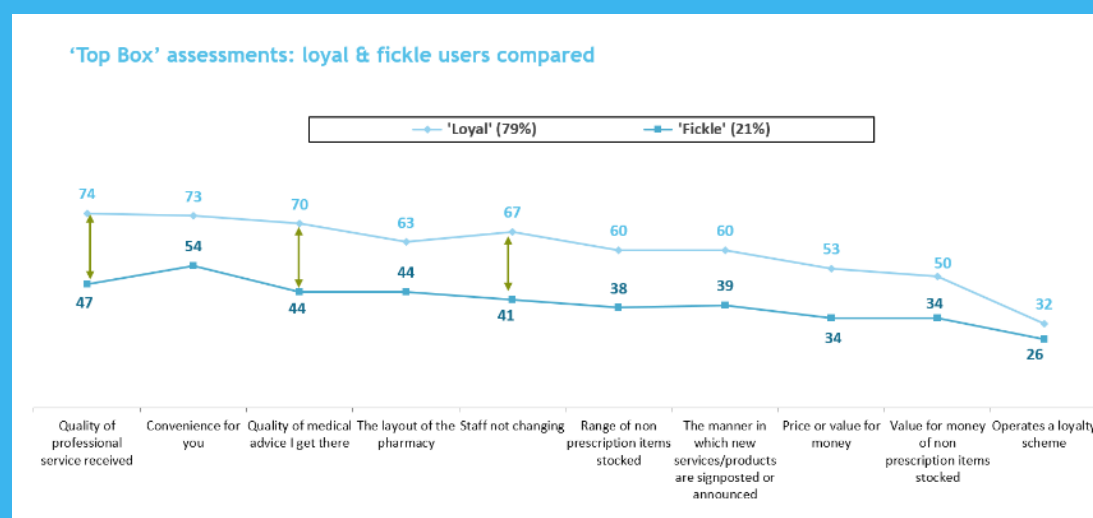 ‘Top Box’ assessments: loyal & fickle users compared
'Loyal' (79%)
'Fickle' (21%)
74
73
70
63
67
60
60
53
50
32
47
54
44
44
41
38
39
34
34
26
Quality of
professional
service received
Convenience for
you
Quality of medical
advice I get there
The layout of the
pharmacy
Staff not changing
Range of non
prescription items
stocked
The manner in
which new
services/products
are signposted or
announced
Price or value for
money
Value for money
of non
prescription items
stocked
Operates a loyalty
scheme